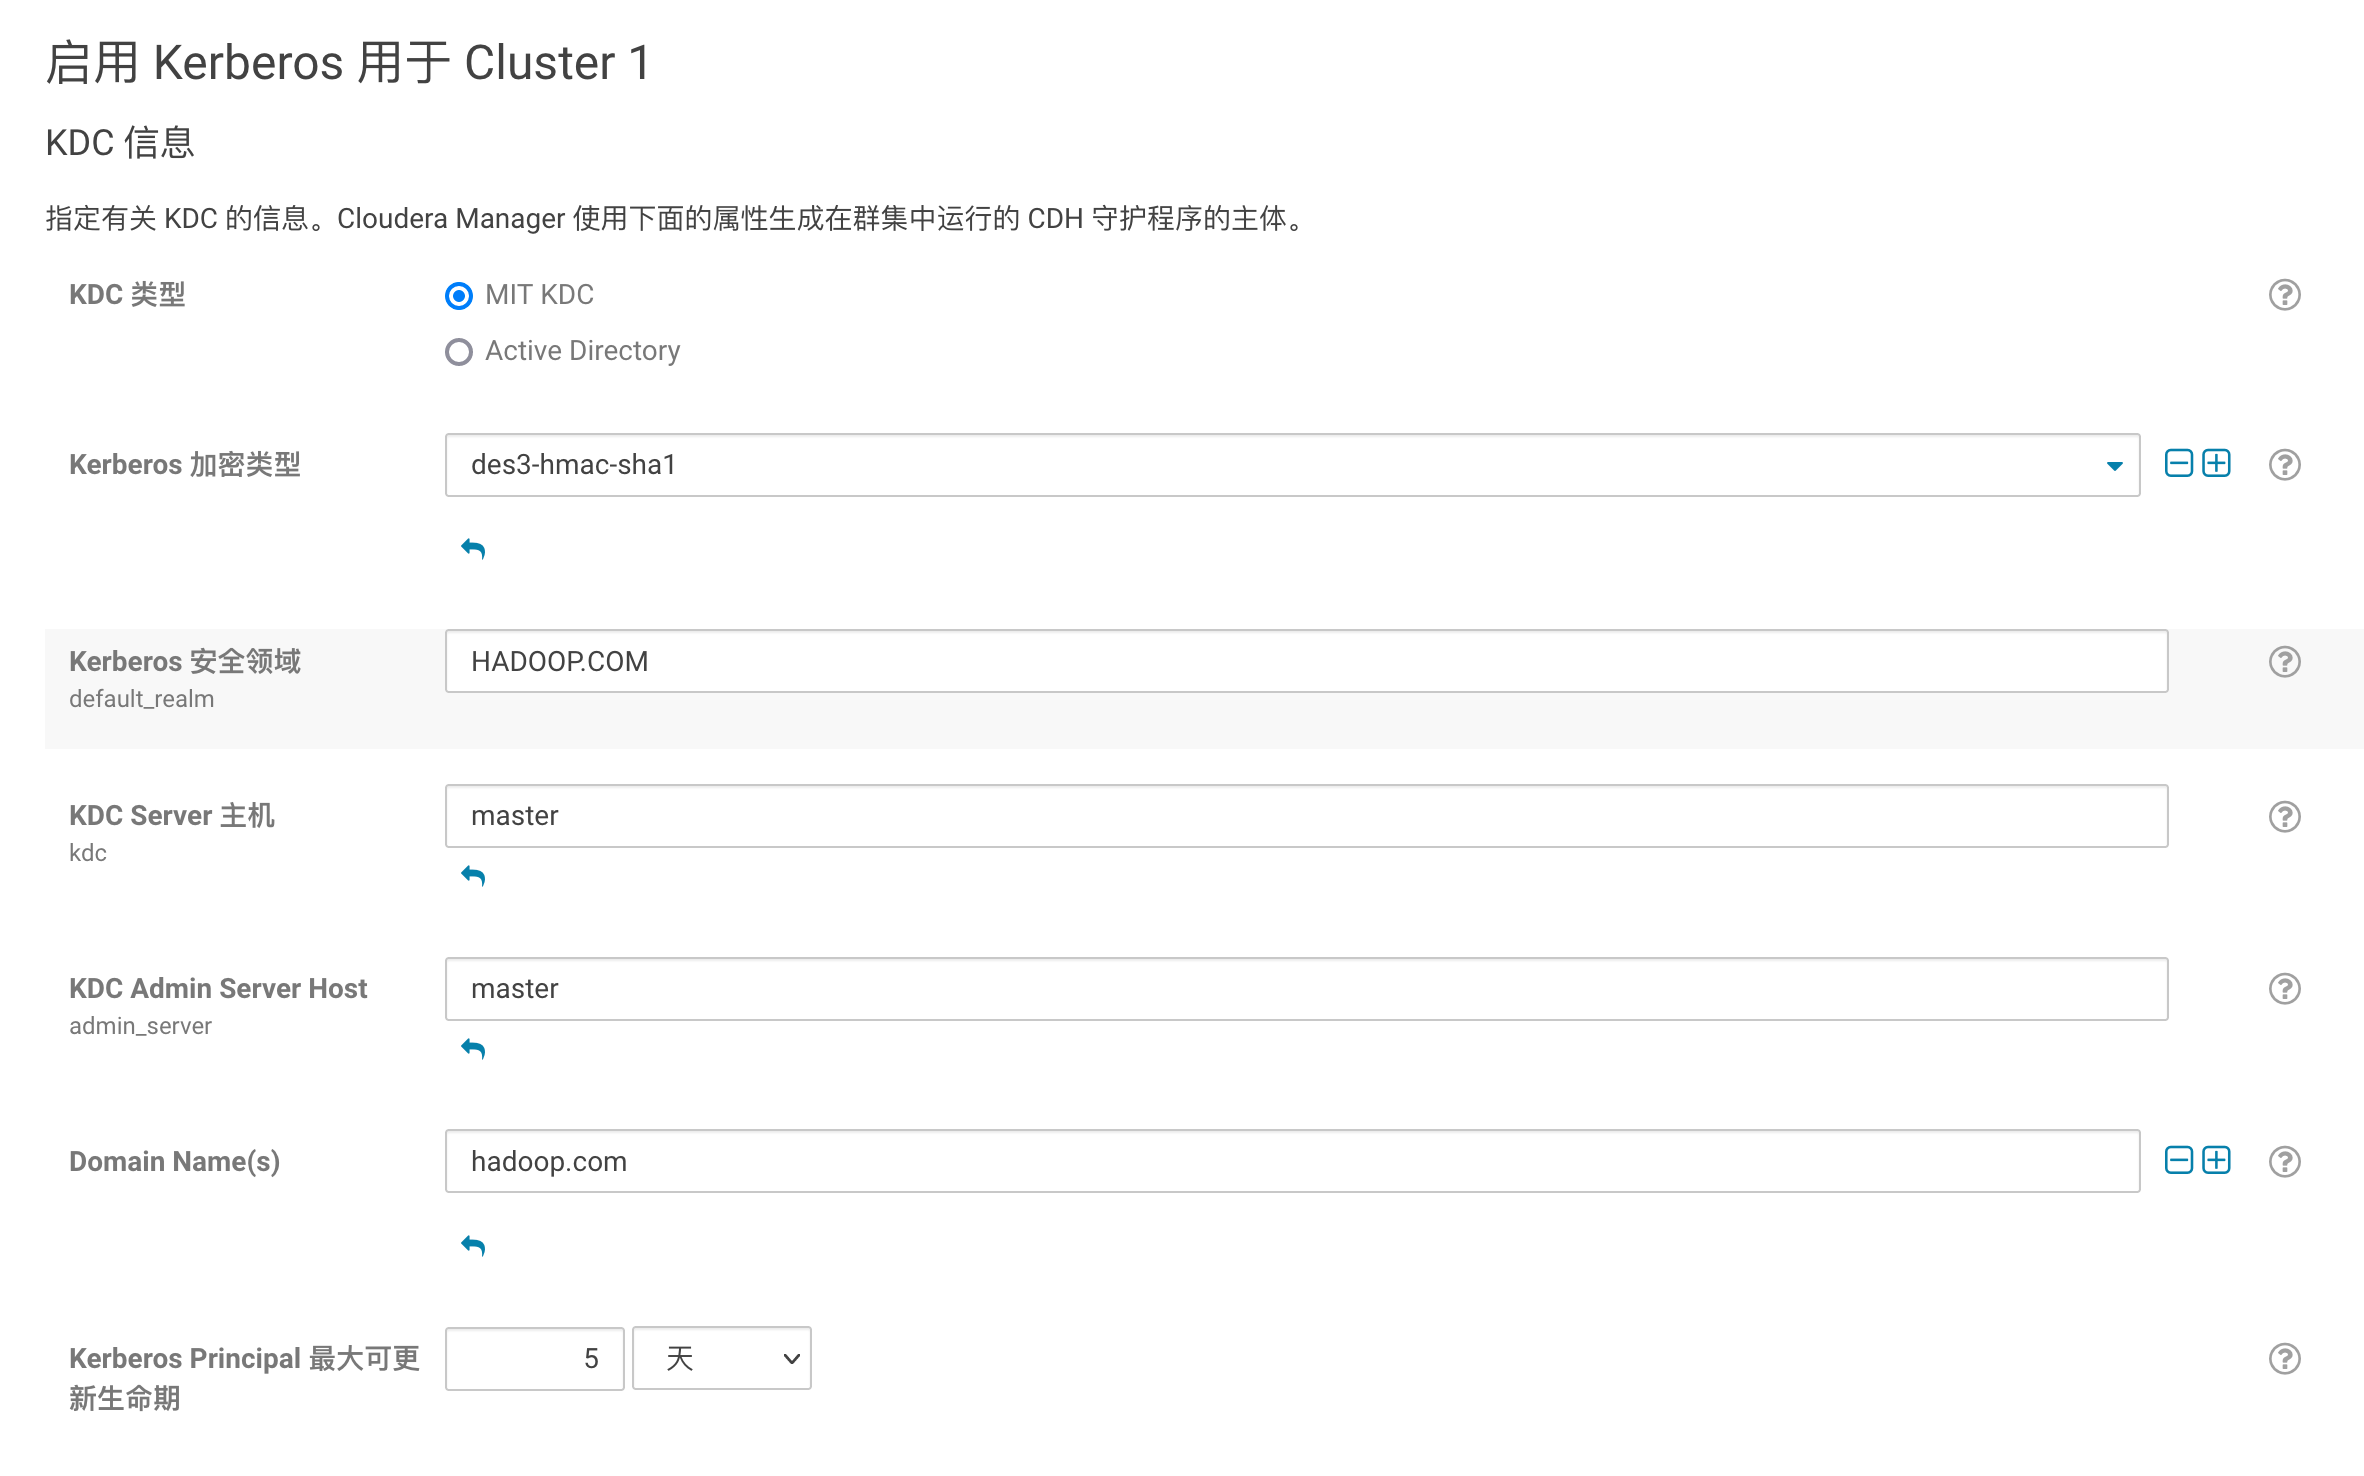 启用 Kerberos 用于 Cluster 1
KDC 信息
指定有关 KDC 的信息。Cloudera Manager 使用下面的属性生成在群集中运行的 CDH 守护程序的主体。
KDC 类型
MIT KDC
Active Directory
Kerberos 加密类型
des3-hmac-sha1
Kerberos 安全领域
default_realm
HADOOP.COM
KDC Server 主机
kdc
master
KDC Admin Server Host
admin_server
master
Domain Name(s)
hadoop.com
Kerberos Principal 最大可更
新生命期
5
天